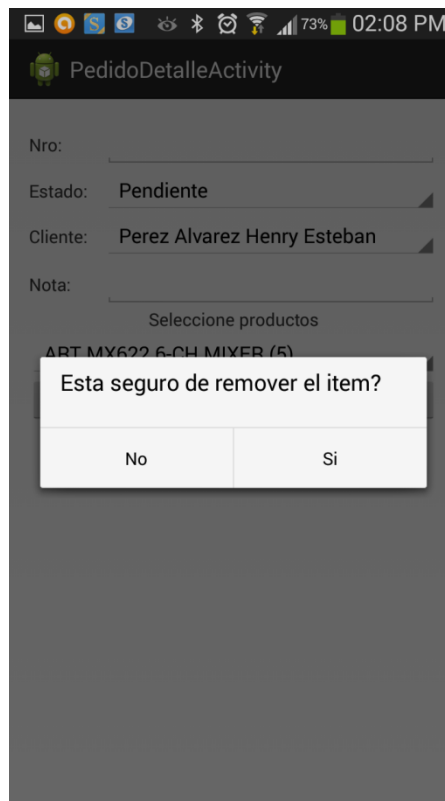 73% 02:08 PM
PedidoDetalleActivity
Nro:
Estado: Pendiente
Cliente: Perez Alvarez Henry Esteban
Nota:
Seleccione productos
ART MX622 6-CH MIXER (5)
Esta seguro de remover el item?
No Si